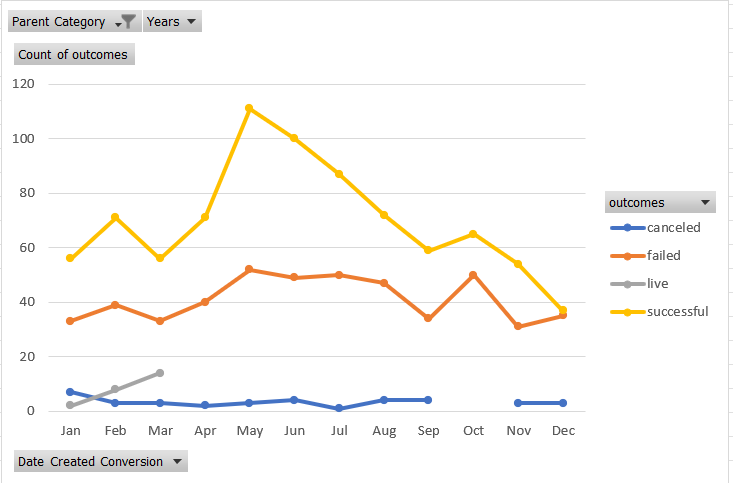 Parent Category Years
Count of outcomes
120
100
80
60
40
20
0
Jan Feb Mar Apr May Jun Jul Aug Sep Oct Nov Dec
outcomes
canceled
failed
live
successful
Date Created Conversion